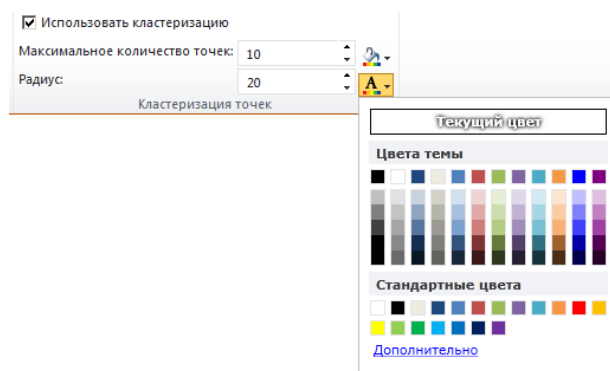 Использовать кластеризацию
Максимальное количество точек: 10
Радиус: 20
А
Кластеризация точек
Текущий цвет
Цвета темы
Стандартные цвета
Дополнительно